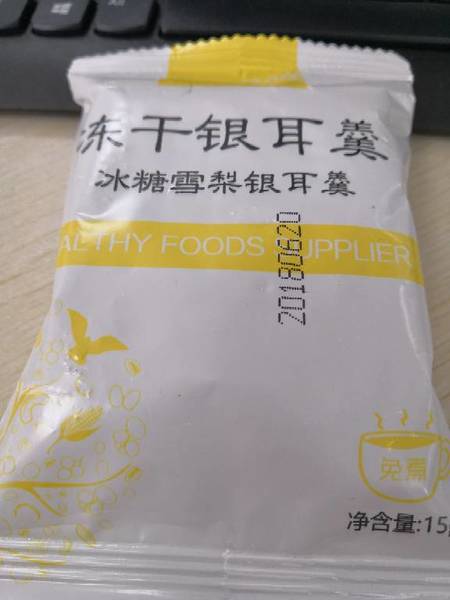 冻干银耳羹
冰糖雪梨银耳羹
ALTHY FOODS SUPPLIER
20180620
免煮
净含量:15g